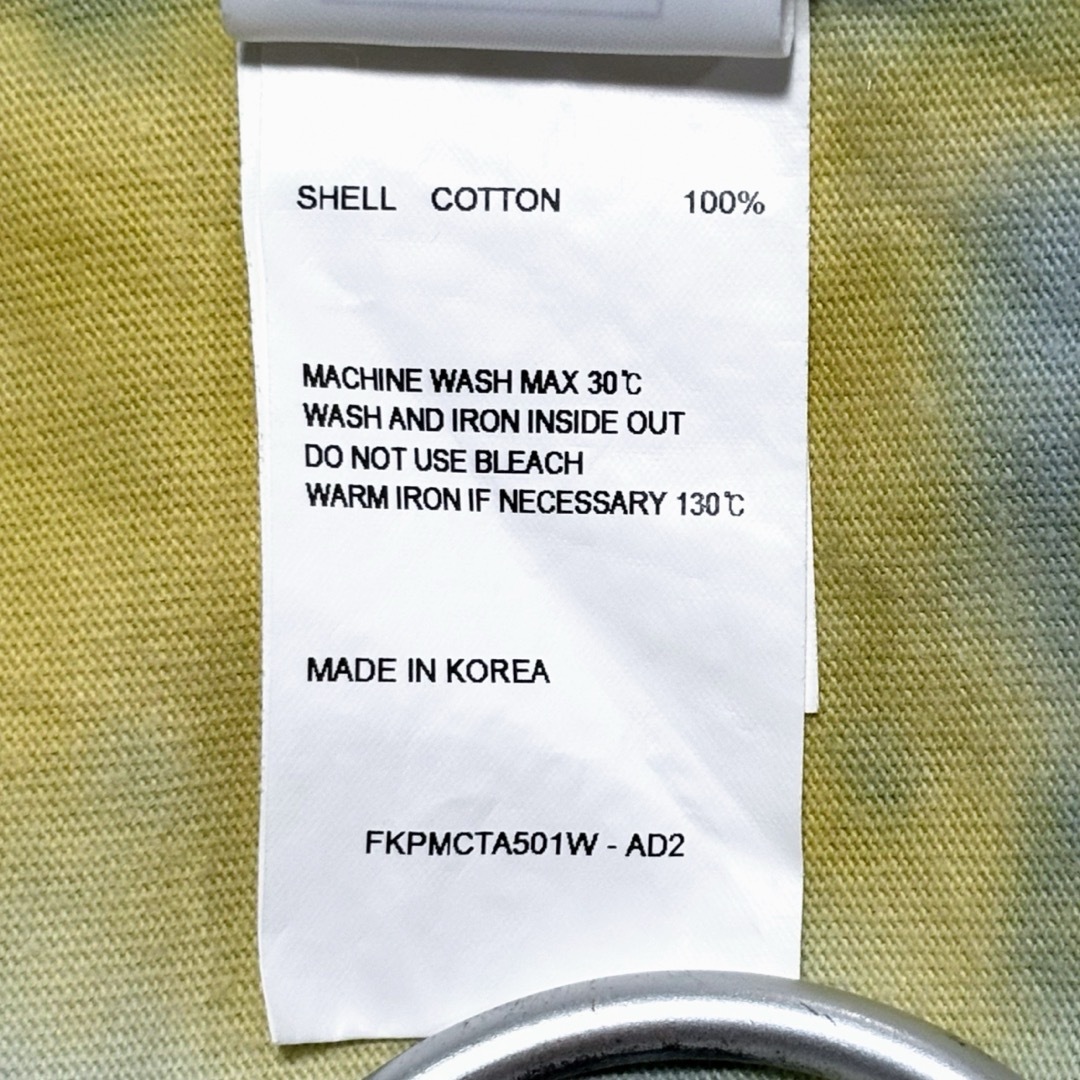 SHELL COTTON 100%
MACHINE WASH MAX 30℃
WASH AND IRON INSIDE OUT
DO NOT USE BLEACH
WARM IRON IF NECESSARY 130℃
MADE IN KOREA
FKPMCTA501W - AD2